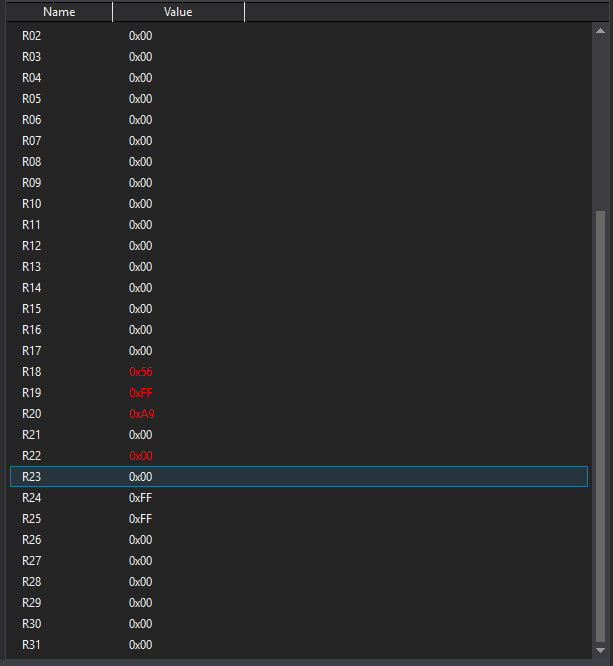 Name Value
R02 0x00
R03 0x00
R04 0x00
R05 0x00
R06 0x00
R07 0x00
R08 0x00
R09 0x00
R10 0x00
R11 0x00
R12 0x00
R13 0x00
R14 0x00
R15 0x00
R16 0x00
R17 0x00
R18 0x56
R19 0xFF
R20 0xA9
R21 0x00
R22 0x00
R23 0x00
R24 0xFF
R25 0xFF
R26 0x00
R27 0x00
R28 0x00
R29 0x00
R30 0x00
R31 0x00